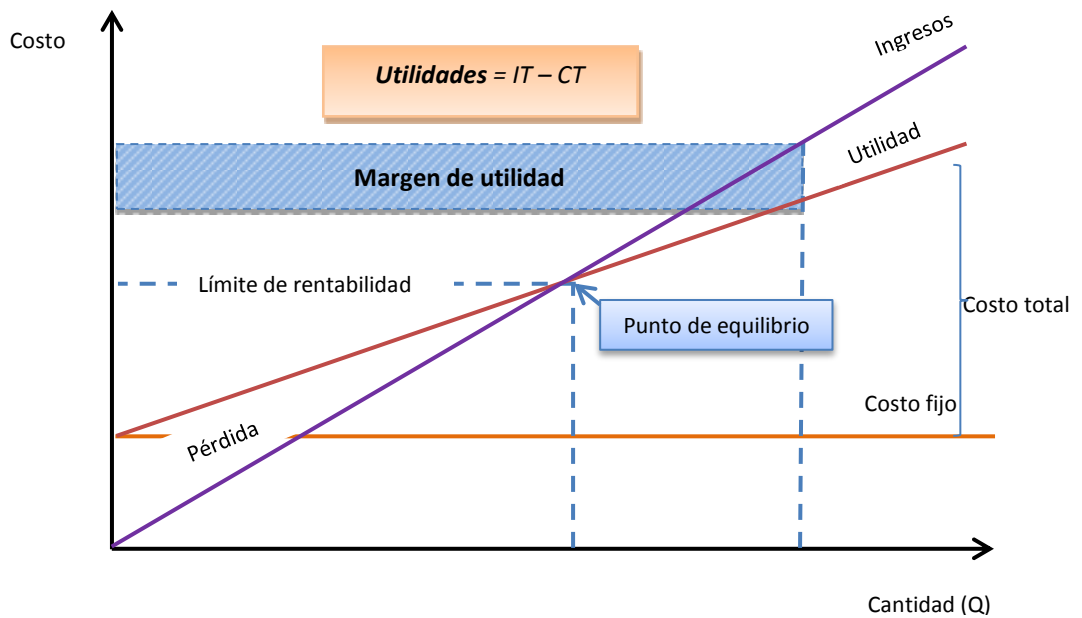 Costo
Ingresos
Utilidades = IT – CT
Utilidad
Margen de utilidad
Límite de rentabilidad
Costo total
Punto de equilibrio
Costo fijo
Pérdida
Cantidad (Q)